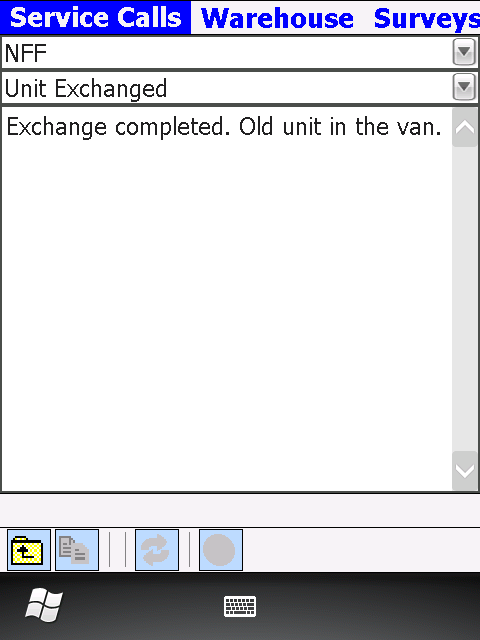 Service Calls Warehouse Surveys
NFF
Unit Exchanged
Exchange completed. Old unit in the van.